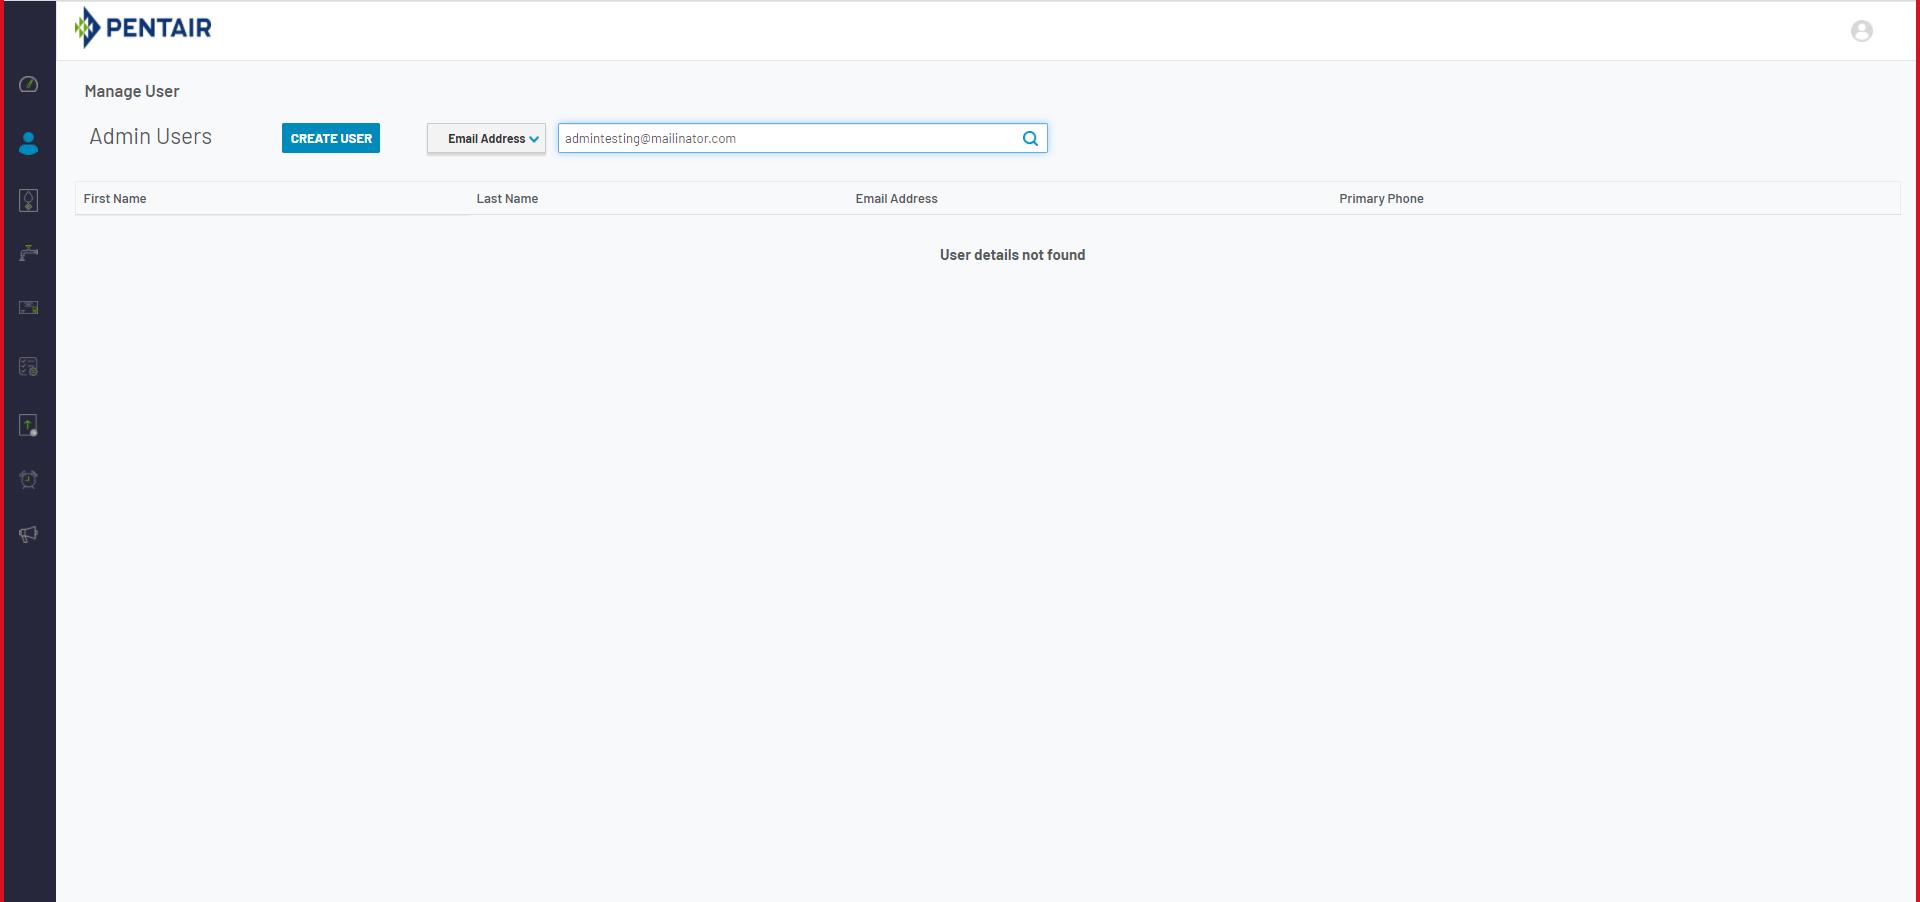 PENTAIR
Manage User
Admin Users
CREATE USER
Email Address
admintesting@mailinator.com
First Name Last Name Email Address Primary Phone
User details not found